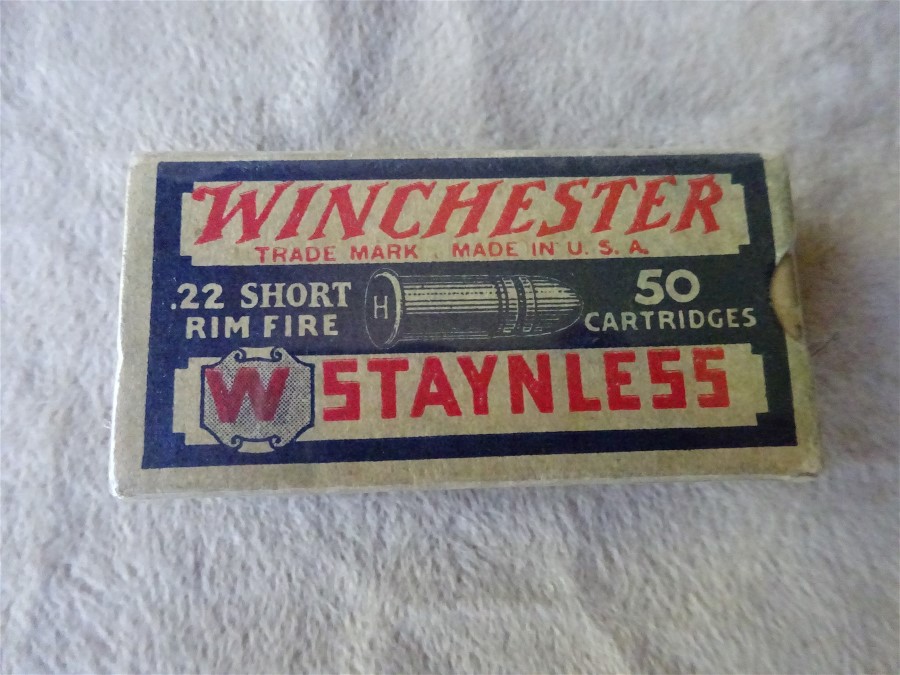 WINCHESTER
TRADE MARK . MADE IN U. S. A.
.22 SHORT
RIM FIRE
H
50
CARTRIDGES
W STAYNLESS